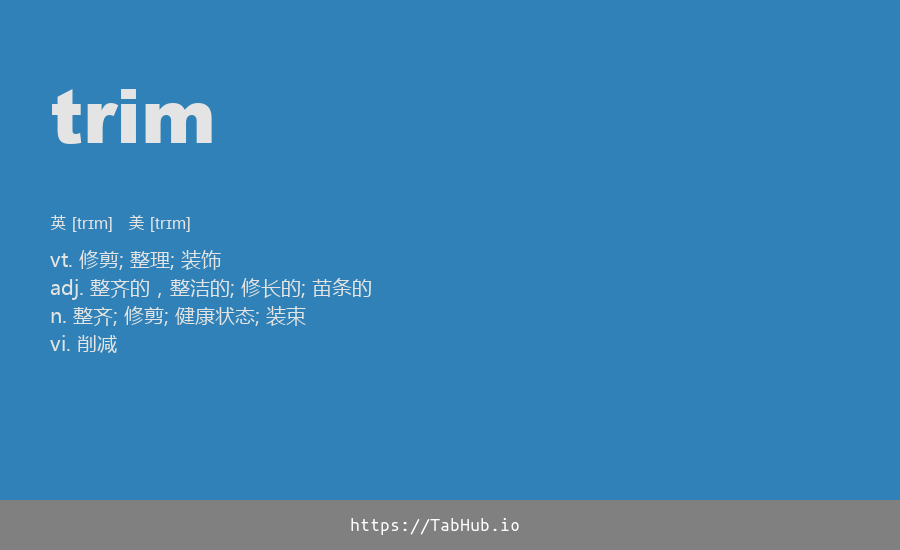 trim
英 [trɪm] 美 [trɪm]
vt. 修剪; 整理; 装饰
adj. 整齐的，整洁的; 修长的; 苗条的
n. 整齐; 修剪; 健康状态; 装束
vi. 削减
https://TabHub.io